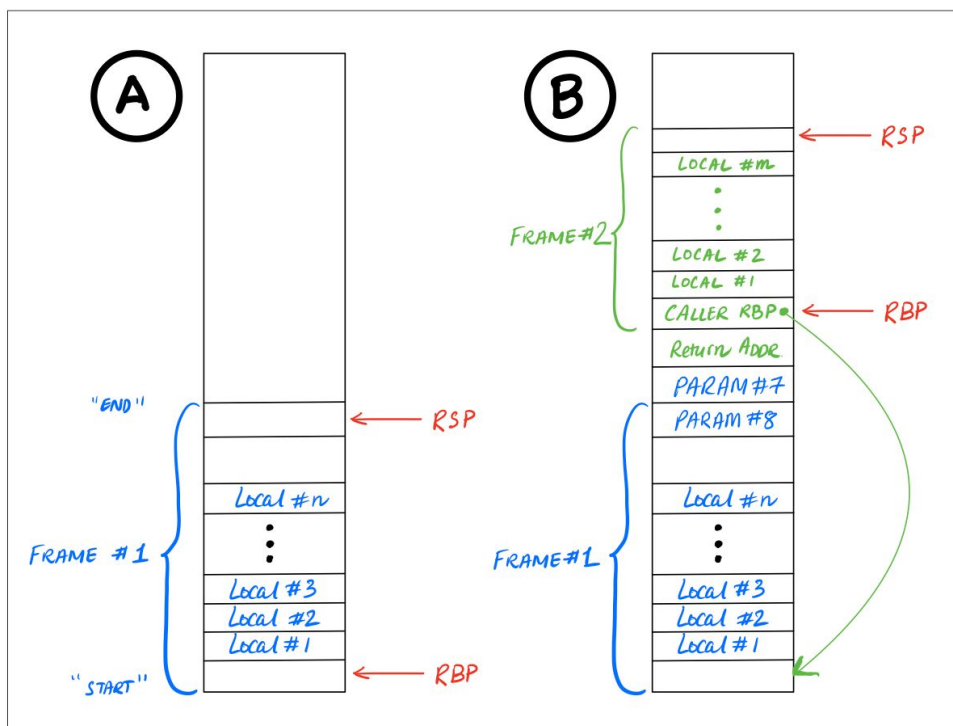 A
"END"
RSP
Local #n
FRAME #1
Local #3
Local #2
Local #1
RBP
"START"
B
RSP
LOCAL #m
FRAME #2
LOCAL #2
LOCAL #1
CALLER RBP
RBP
Return ADDR
PARAM #7
PARAM #8
Local #n
FRAME #1
Local #3
Local #2
Local #1